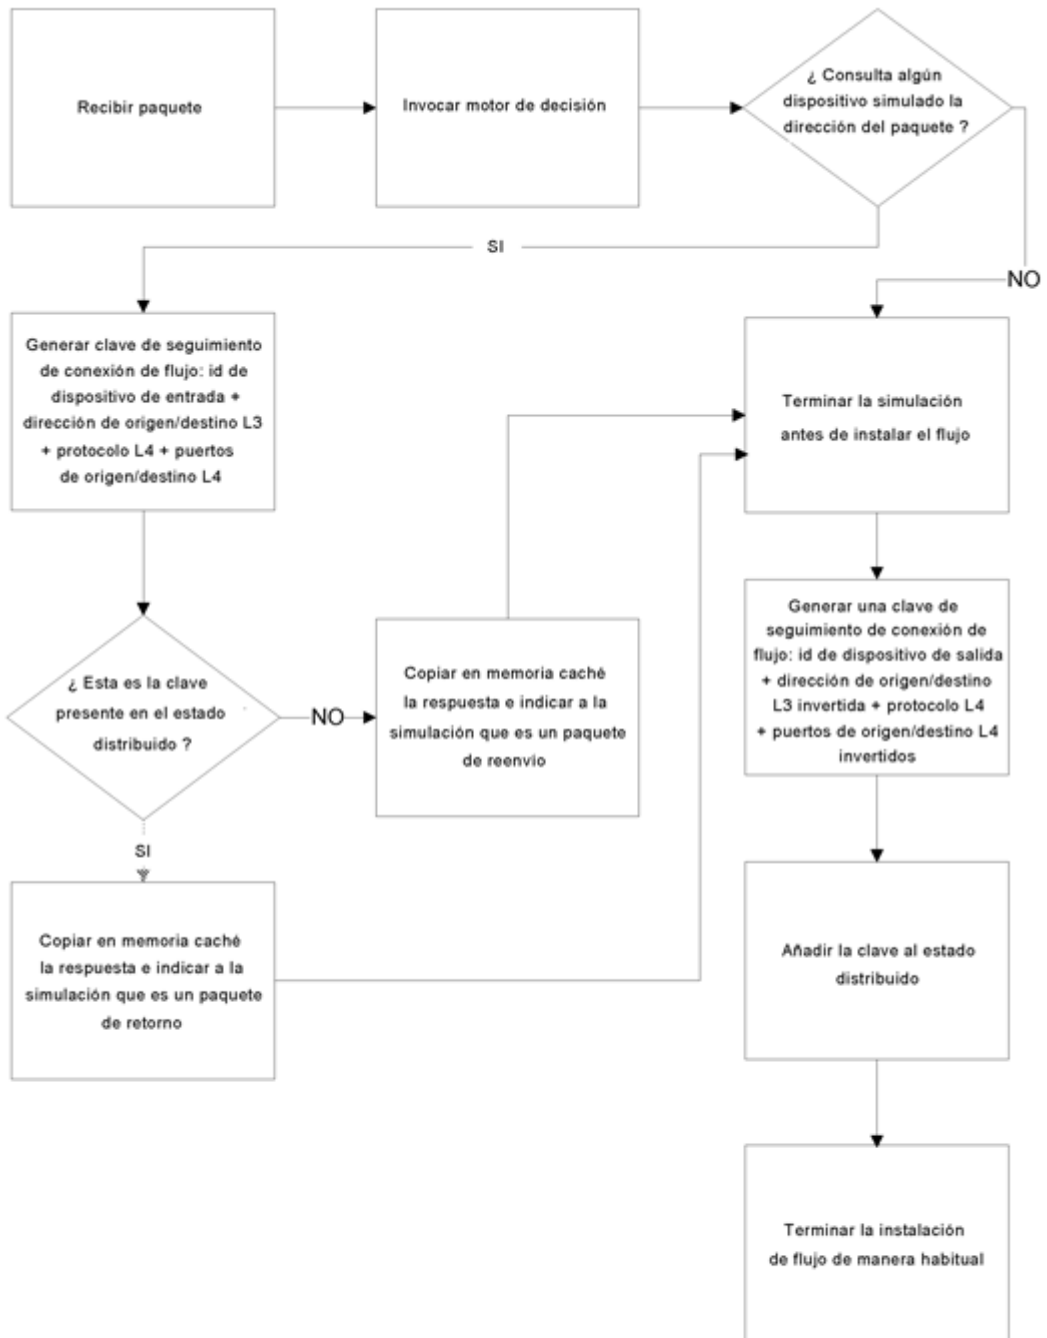 Recibir paquete
Invocar motor de decisión
¿ Consulta algún
dispositivo simulado la
dirección del paquete ?
SI
NO
Generar clave de seguimiento
de conexión de flujo: id de
dispositivo de entrada +
dirección de origen/destino L3
+ protocolo L4 + puertos
de origen/destino L4
Terminar la simulación
antes de instalar el flujo
¿ Esta es la clave
presente en el estado
distribuido ?
NO
Copiar en memoria caché
la respuesta e indicar a la
simulación que es un paquete
de reenvío
Generar una clave de
seguimiento de conexión de
flujo: id de dispositivo de salida
+ dirección de origen/destino
L3 invertida + protocolo L4
+ puertos de origen/destino L4
invertidos
SI
Copiar en memoria caché
la respuesta e indicar a la
simulación que es un paquete
de retorno
Añadir la clave al estado
distribuido
Terminar la instalación
de flujo de manera habitual